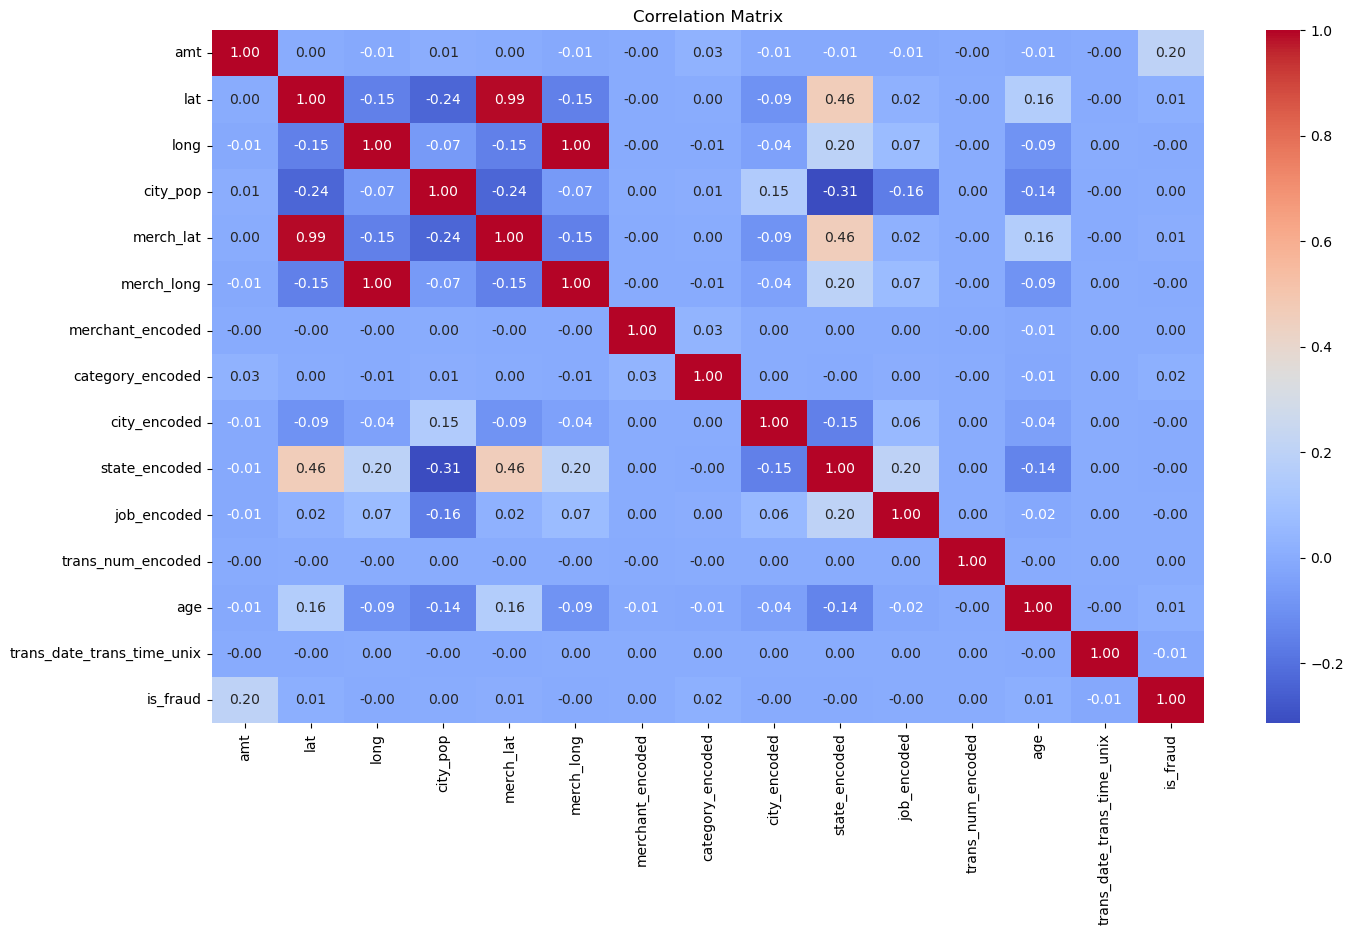 Correlation Matrix
amt 1.00 0.00 -0.01 0.01 0.00 -0.01 -0.00 0.03 -0.01 -0.01 -0.01 -0.00 -0.01 -0.00 0.20
lat 0.00 1.00 -0.15 -0.24 0.99 -0.15 -0.00 0.00 -0.09 0.46 0.02 -0.00 0.16 -0.00 0.01
long -0.01 -0.15 1.00 -0.07 -0.15 1.00 -0.00 -0.01 -0.04 0.20 0.07 -0.00 -0.09 0.00 -0.00
city_pop 0.01 -0.24 -0.07 1.00 -0.24 -0.07 0.00 0.01 0.15 -0.31 -0.16 0.00 -0.14 -0.00 0.00
merch_lat 0.00 0.99 -0.15 -0.24 1.00 -0.15 -0.00 0.00 -0.09 0.46 0.02 -0.00 0.16 -0.00 0.01
merch_long -0.01 -0.15 1.00 -0.07 -0.15 1.00 -0.00 -0.01 -0.04 0.20 0.07 -0.00 -0.09 0.00 -0.00
merchant_encoded -0.00 -0.00 -0.00 0.00 -0.00 -0.00 1.00 0.03 0.00 0.00 0.00 -0.00 -0.01 0.00 0.00
category_encoded 0.03 0.00 -0.01 0.01 0.00 -0.01 0.03 1.00 0.00 -0.00 0.00 -0.00 -0.01 0.00 0.02
city_encoded -0.01 -0.09 -0.04 0.15 -0.09 -0.04 0.00 0.00 1.00 -0.15 0.06 0.00 -0.04 0.00 -0.00
state_encoded -0.01 0.46 0.20 -0.31 0.46 0.20 0.00 -0.00 -0.15 1.00 0.20 0.00 -0.14 0.00 -0.00
job_encoded -0.01 0.02 0.07 -0.16 0.02 0.07 0.00 0.00 0.06 0.20 1.00 0.00 -0.02 0.00 -0.00
trans_num_encoded -0.00 -0.00 -0.00 0.00 -0.00 -0.00 -0.00 -0.00 0.00 0.00 0.00 1.00 -0.00 0.00 0.00
age -0.01 0.16 -0.09 -0.14 0.16 -0.09 -0.01 -0.01 -0.04 -0.14 -0.02 -0.00 1.00 -0.00 0.01
trans_date_trans_time_unix -0.00 -0.00 0.00 -0.00 -0.00 0.00 0.00 0.00 0.00 0.00 0.00 0.00 -0.00 1.00 -0.01
is_fraud 0.20 0.01 -0.00 0.00 0.01 -0.00 0.00 0.02 -0.00 -0.00 -0.00 0.00 0.01 -0.01 1.00
amt
lat
long
city_pop
merch_lat
merch_long
merchant_encoded
category_encoded
city_encoded
state_encoded
job_encoded
trans_num_encoded
age
trans_date_trans_time_unix
is_fraud
1.0
0.8
0.6
0.4
0.2
0.0
−0.2